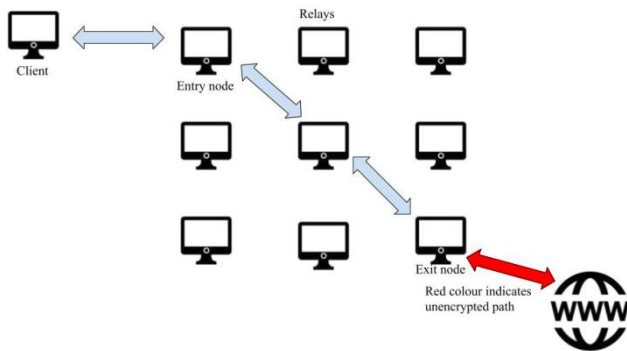 Relays
Client
Entry node
Exit node
Red colour indicates
unencrypted path
WWW